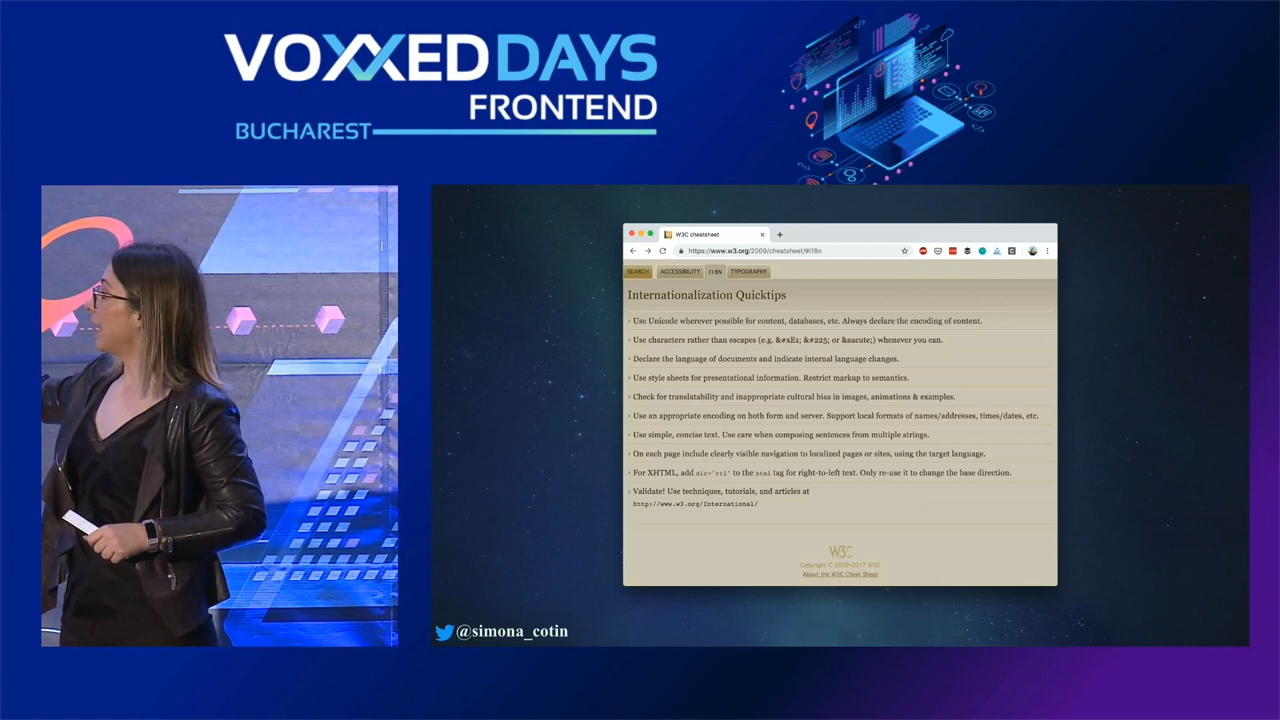 VOXXED DAYS
FRONTEND
BUCHAREST
W3C cheatsheet
https://www.w3.org/2009/cheatsheet/#i18n
SEARCH ACCESSIBILITY I18N TYPOGRAPHY
Internationalization Quicktips
Use Unicode wherever possible for content, databases, etc. Always declare the encoding of content.
Use characters rather than escapes (e.g. &#xE1; &#225; or &aacute;) whenever you can.
Declare the language of documents and indicate internal language changes.
Use style sheets for presentational information. Restrict markup to semantics.
Check for translatability and inappropriate cultural bias in images, animations & examples.
Use an appropriate encoding on both form and server. Support local formats of names/addresses, times/dates, etc.
Use simple, concise text. Use care when composing sentences from multiple strings.
On each page include clearly visible navigation to localized pages or sites, using the target language.
For XHTML, add dir="rtl" to the html tag for right-to-left text. Only re-use it to change the base direction.
Validate! Use techniques, tutorials, and articles at
http://www.w3.org/International/
W3C
Copyright © 2009-2017 W3C
About the W3C Cheat Sheet
@simona_cotin